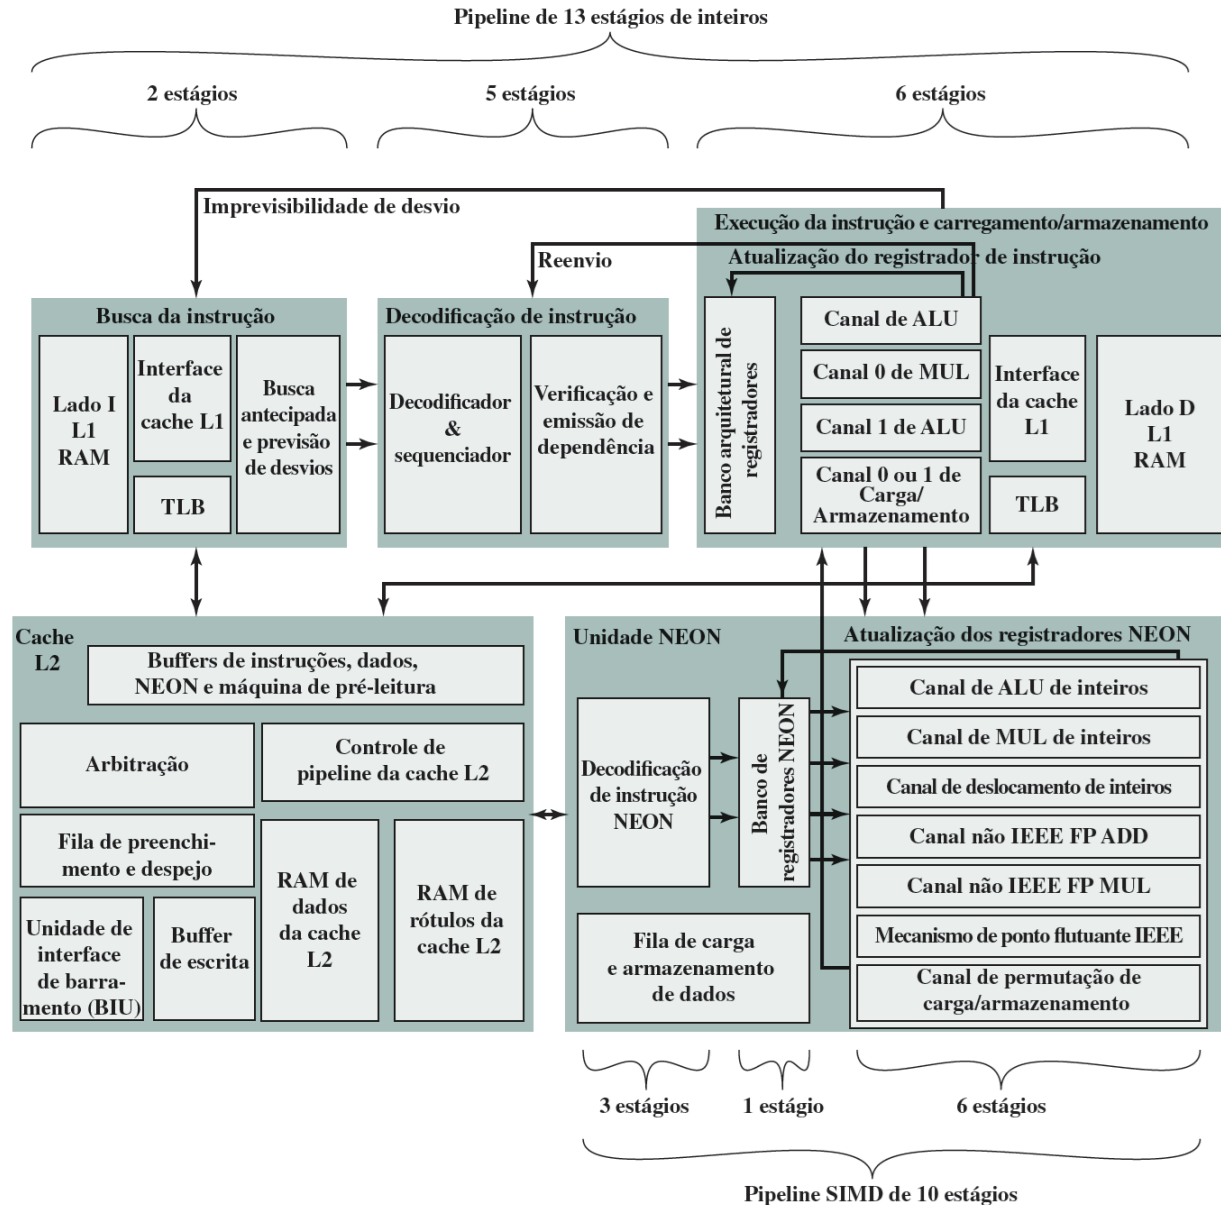 Pipeline de 13 estágios de inteiros
2 estágios
5 estágios
6 estágios
Imprevisibilidade de desvio
Reenvio
Execução da instrução e carregamento/armazenamento
Atualização do registrador de instrução
Busca da instrução
Lado I
L1
RAM
Interface
da
cache L1
TLB
Busca
antecipada
e previsão
de desvios
Decodificação de instrução
Decodificador
&
sequenciador
Verificação e
emissão de
dependência
Banco arquitetural de
registradores
Canal de ALU
Canal 0 de MUL
Canal 1 de ALU
Canal 0 ou 1 de
Carga/
Armazenamento
Interface
da cache
L1
TLB
Lado D
L1
RAM
Cache
L2
Buffers de instruções, dados,
NEON e máquina de pré-leitura
Arbitração
Controle de
pipeline da cache L2
Fila de preenchi-
mento e despejo
RAM de
dados
da cache
L2
RAM de
rótulos da
cache L2
Unidade de
interface
de barra-
mento (BIU)
Buffer
de escrita
Unidade NEON
Atualização dos registradores NEON
Decodificação
de instrução
NEON
Banco de
registradores NEON
Fila de carga
e armazenamento
de dados
Canal de ALU de inteiros
Canal de MUL de inteiros
Canal de deslocamento de inteiros
Canal não IEEE FP ADD
Canal não IEEE FP MUL
Mecanismo de ponto flutuante IEEE
Canal de permutação de
carga/armazenamento
3 estágios
1 estágio
6 estágios
Pipeline SIMD de 10 estágios